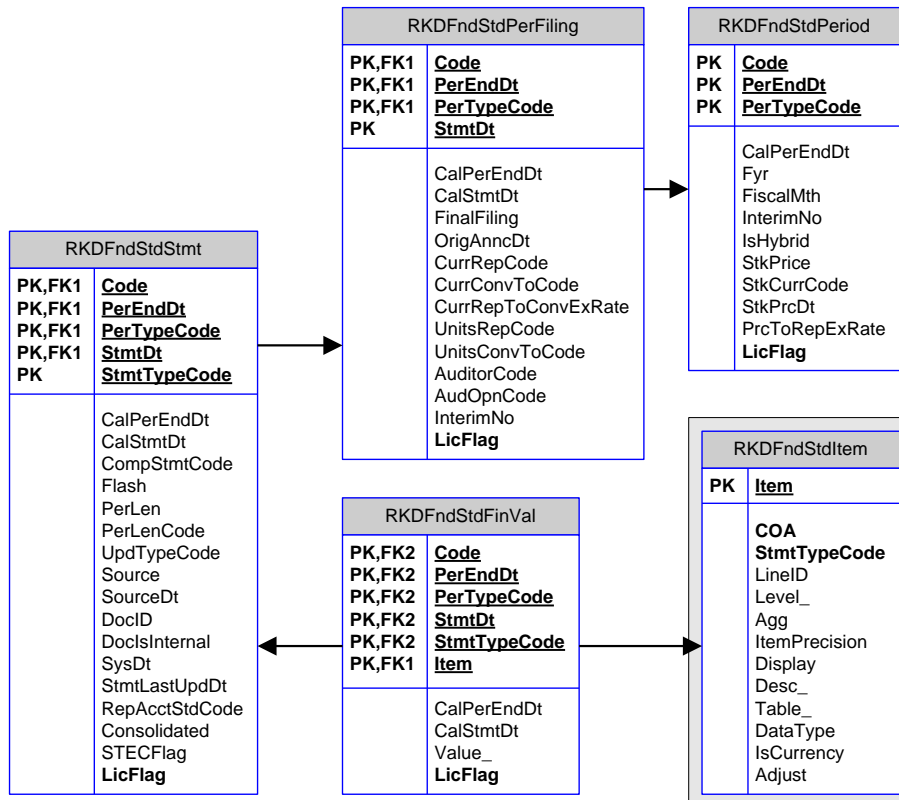 RKDFndStdPerFiling
PK,FK1 Code
PK,FK1 PerEndDt
PK,FK1 PerTypeCode
PK StmtDt
CalPerEndDt
CalStmtDt
FinalFiling
OrigAnncDt
CurrRepCode
CurrConvToCode
CurrRepToConvExRate
UnitsRepCode
UnitsConvToCode
AuditorCode
AudOpnCode
InterimNo
LicFlag
RKDFndStdPeriod
PK Code
PK PerEndDt
PK PerTypeCode
CalPerEndDt
Fyr
FiscalMth
InterimNo
IsHybrid
StkPrice
StkCurrCode
StkPrcDt
PrcToRepExRate
LicFlag
RKDFndStdStmt
PK,FK1 Code
PK,FK1 PerEndDt
PK,FK1 PerTypeCode
PK,FK1 StmtDt
PK StmtTypeCode
CalPerEndDt
CalStmtDt
CompStmtCode
Flash
PerLen
PerLenCode
UpdTypeCode
Source
SourceDt
DocID
DocIsInternal
SysDt
StmtLastUpdDt
RepAcctStdCode
Consolidated
STECFlag
LicFlag
RKDFndStdFinVal
PK,FK2 Code
PK,FK2 PerEndDt
PK,FK2 PerTypeCode
PK,FK2 StmtDt
PK,FK2 StmtTypeCode
PK,FK1 Item
CalPerEndDt
CalStmtDt
Value_
LicFlag
RKDFndStdItem
PK Item
COA
StmtTypeCode
LineID
Level_
Agg
ItemPrecision
Display
Desc_
Table_
DataType
IsCurrency
Adjust